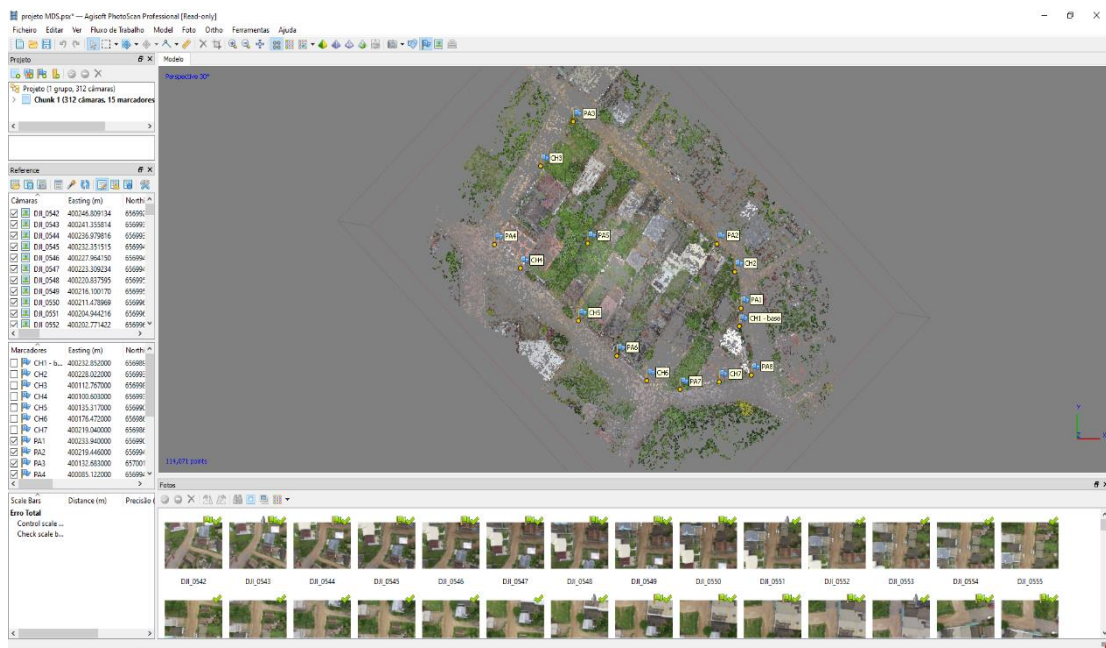 projeto MDS.psx* — Agisoft PhotoScan Professional [Read-only]
Ficheiro Editar Ver Fluxo de Trabalho Model Foto Ortho Ferramentas Ajuda
Projeto
Modelo
Perspectivo 30°
Projeto (1 grupo, 312 câmaras)
Chunk 1 (312 câmaras, 15 marcadores
Reference
Câmaras Easting (m) Northi
DJI_0542 400246.809134
DJI_0543 400241.355814
DJI_0544 400236.979816
DJI_0545 400232.351515
DJI_0546 400227.964150
DJI_0547 400223.309234
DJI_0548 400220.837595
DJI_0549 400216.100170
DJI_0550 400211.478969
DJI_0551 400204.944216
DJI_0552 400202.771422
Marcadores Easting (m) Northi
CH1 - b... 400232.852000
CH2 400228.022000
CH3 400112.767000
CH4 400100.603000
CH5 400135.317000
CH6 400176.472000
CH7 400219.040000
PA1 400233.940000
PA2 400219.446000
PA3 400132.663000
PA4 400085.122000
Scale Bars Distance (m) Precisão (
Erro Total
Control scale ...
Check scale b...
PA3
CH3
PA4
PA5
PA2
CH4
CH2
PA1
CH5
CH1 - base
PA6
CH6
PA7
CH7
PA8
Y
X
Z
114,071 points
Fotos
DJI_0542 DJI_0543 DJI_0544 DJI_0545 DJI_0546 DJI_0547 DJI_0548 DJI_0549 DJI_0550 DJI_0551 DJI_0552 DJI_0553 DJI_0554 DJI_0555